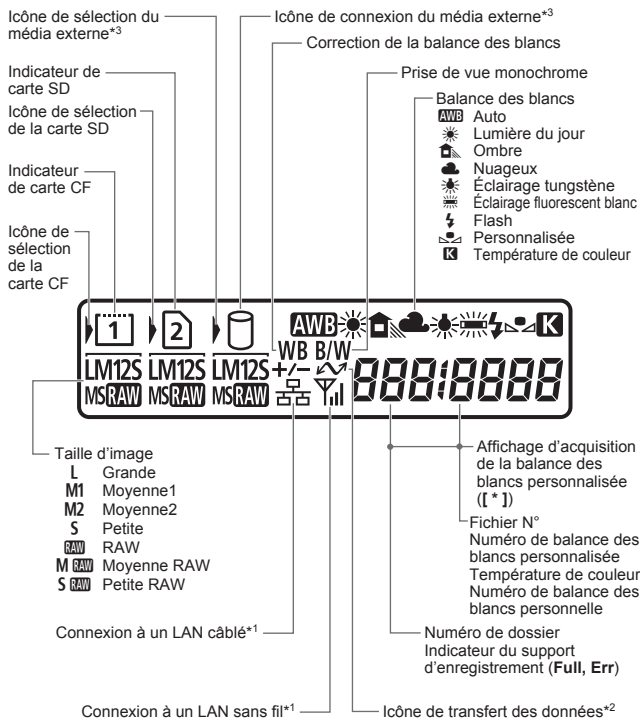 Icône de sélection du
média externe*3
Icône de connexion du média externe*3
Correction de la balance des blancs
Indicateur de
carte SD
Prise de vue monochrome
Icône de sélection
de la carte SD
Balance des blancs
AWB Auto
Lumière du jour
Ombre
Nuageux
Éclairage tungstène
Éclairage fluorescent blanc
Flash
Personnalisée
K Température de couleur
Indicateur
de carte CF
Icône de
sélection
de la
carte CF
1 2 AWB K
LM12S LM12S LM12S WB B/W
MSRAW MSRAW MSRAW +/- 888:8888
Taille d'image
L Grande
M1 Moyenne1
M2 Moyenne2
S Petite
RAW RAW
M RAW Moyenne RAW
S RAW Petite RAW
Affichage d'acquisition
de la balance des
blancs personnalisée
([ * ])
Fichier N°
Numéro de balance des
blancs personnalisée
Température de couleur
Numéro de balance des
blancs personnelle
Connexion à un LAN câblé*1
Numéro de dossier
Indicateur du support
d'enregistrement (Full, Err)
Connexion à un LAN sans fil*1
Icône de transfert des données*2